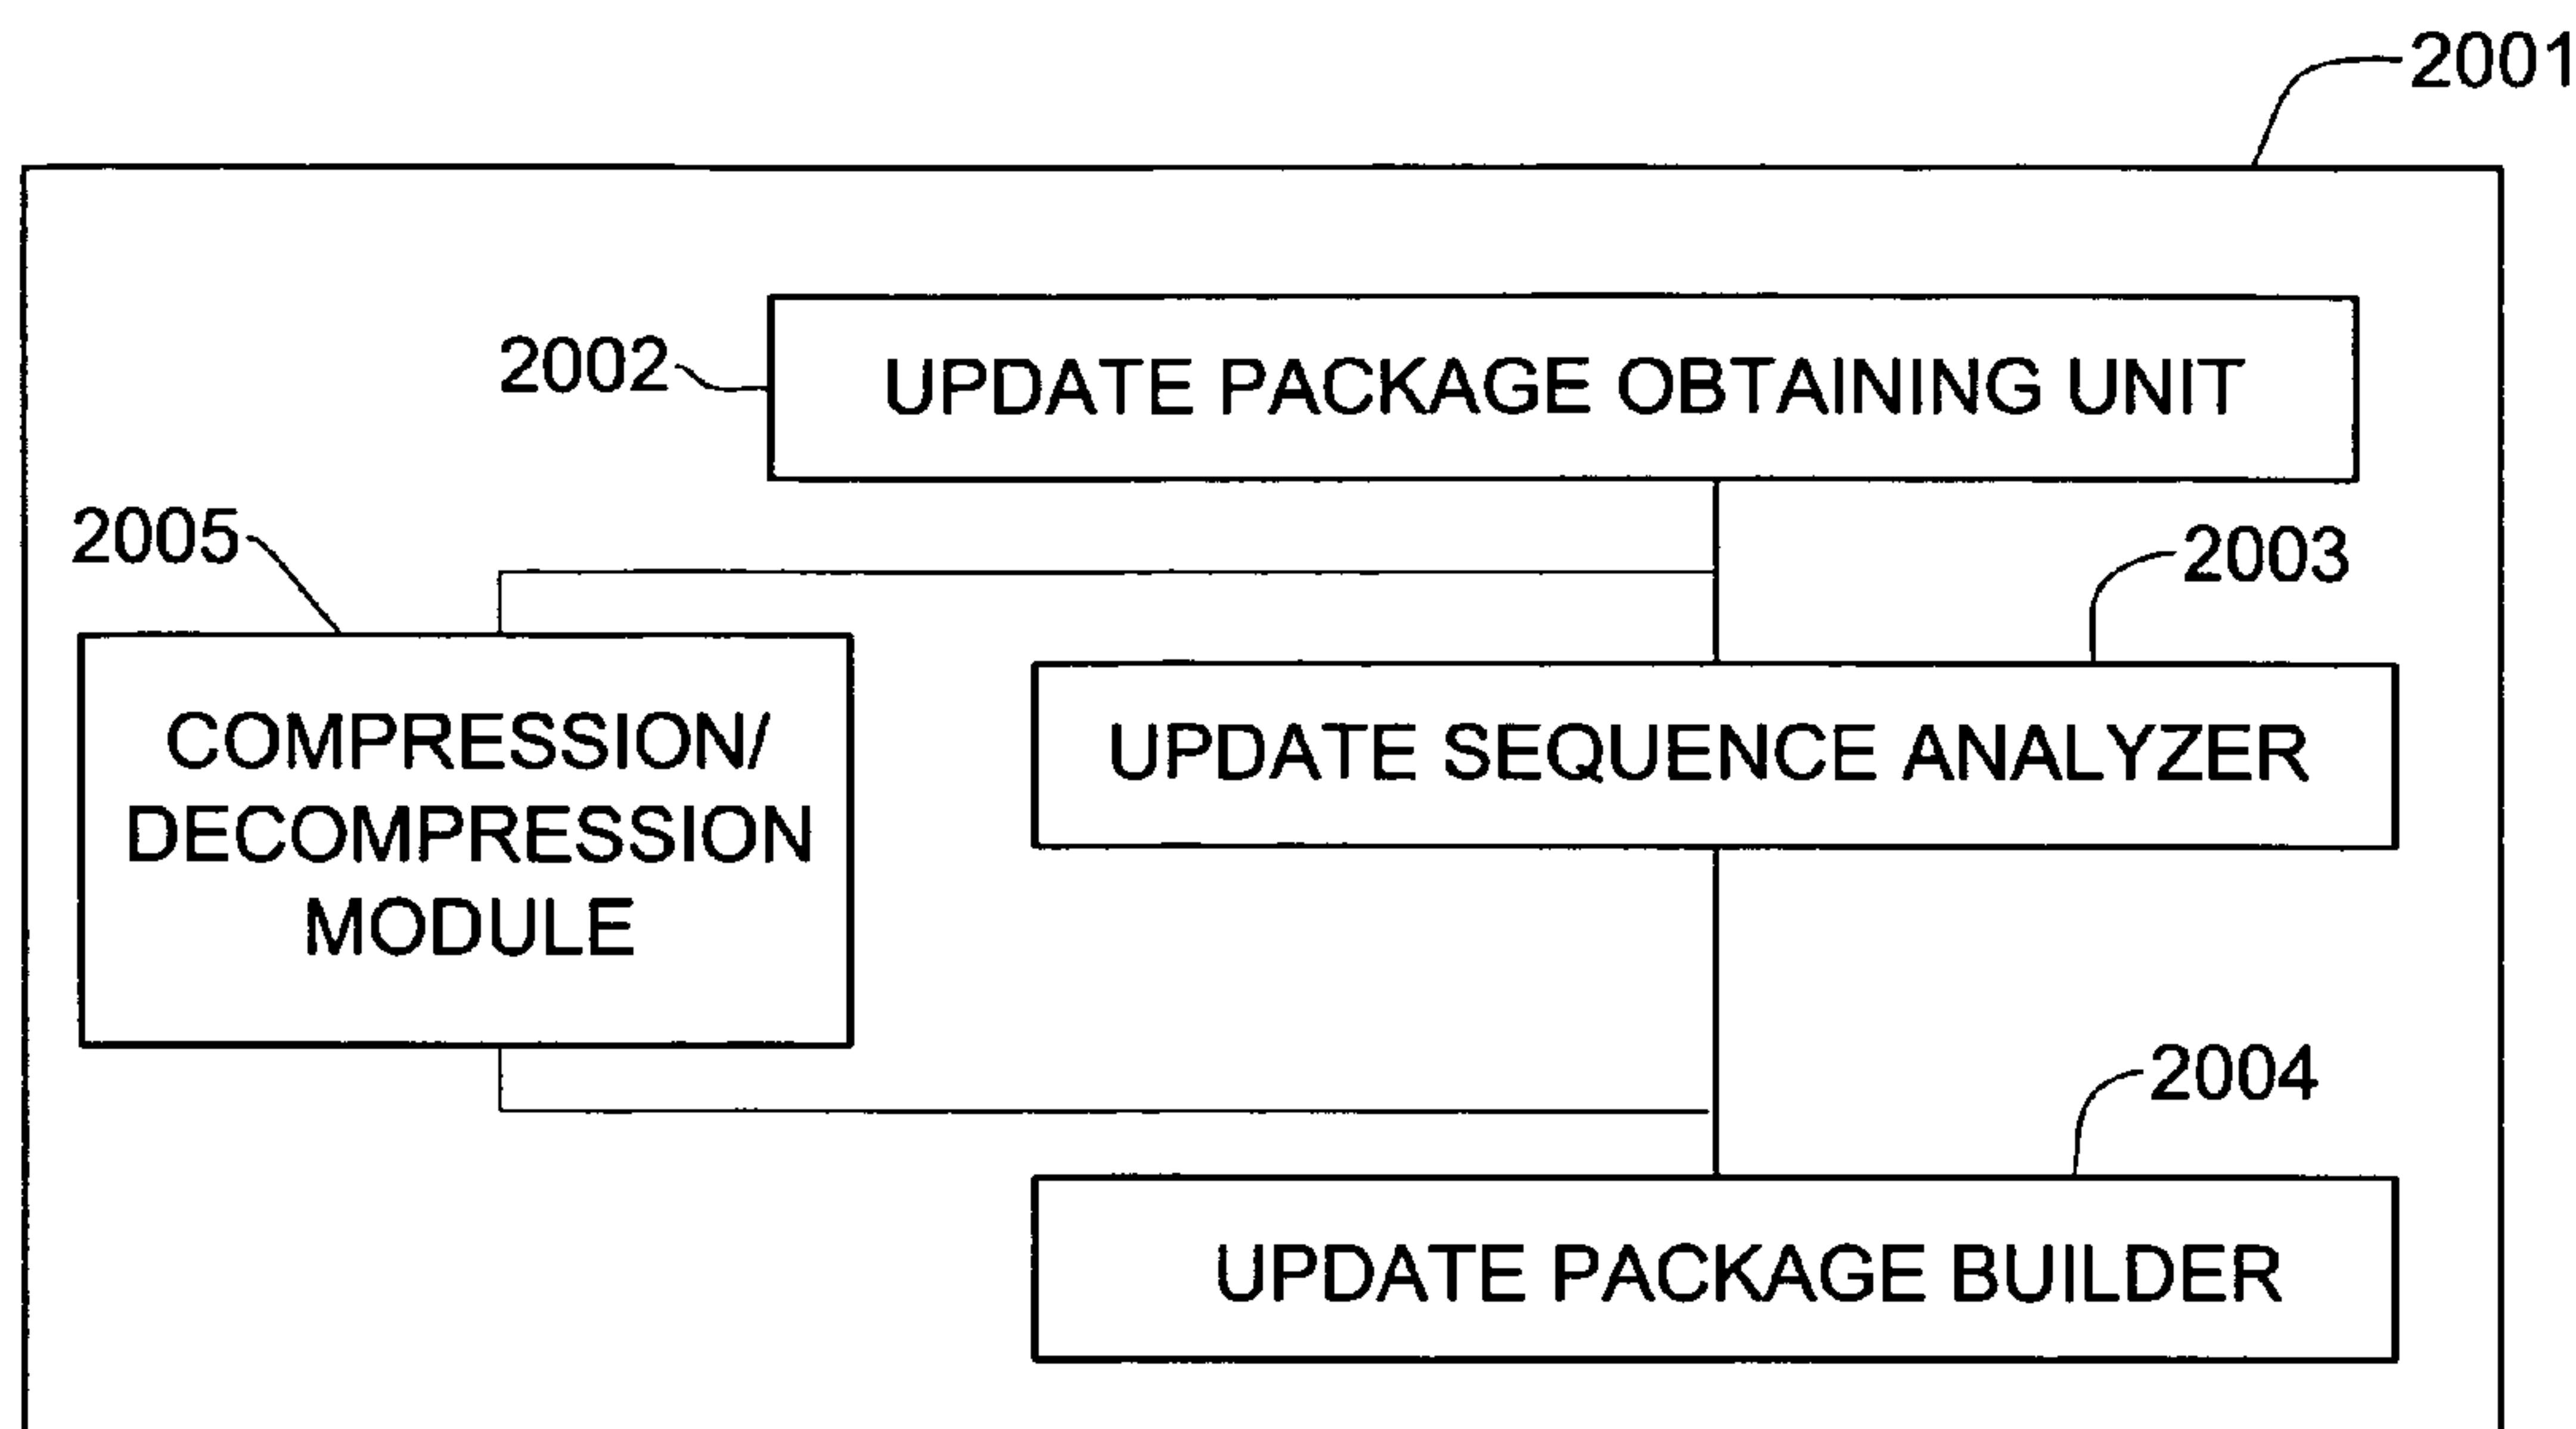 2001
2002
UPDATE PACKAGE OBTAINING UNIT
2005
2003
COMPRESSION/
DECOMPRESSION
MODULE
UPDATE SEQUENCE ANALYZER
2004
UPDATE PACKAGE BUILDER